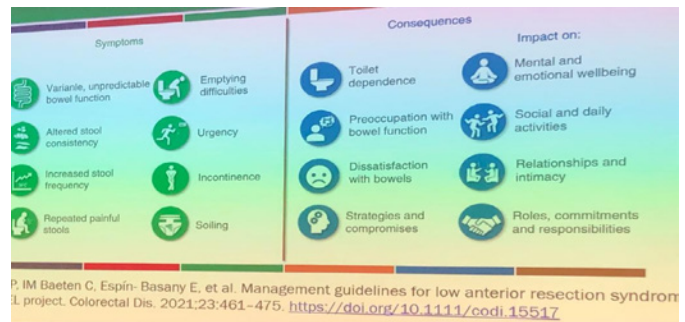 Symptoms
Variable, unpredictable
bowel function
Emptying
difficulties
Altered stool
consistency
Urgency
Increased stool
frequency
Incontinence
Repeated painful
stools
Soiling
Consequences
Toilet
dependence
Preoccupation with
bowel function
Dissatisfaction
with bowels
Strategies and
compromises
Impact on:
Mental and
emotional wellbeing
Social and daily
activities
Relationships and
intimacy
Roles, commitments
and responsibilities
P, IM Baeten C, Espín- Basany E, et al. Management guidelines for low anterior resection syndrom
EL project. Colorectal Dis. 2021;23:461–475. https://doi.org/10.1111/codi.15517